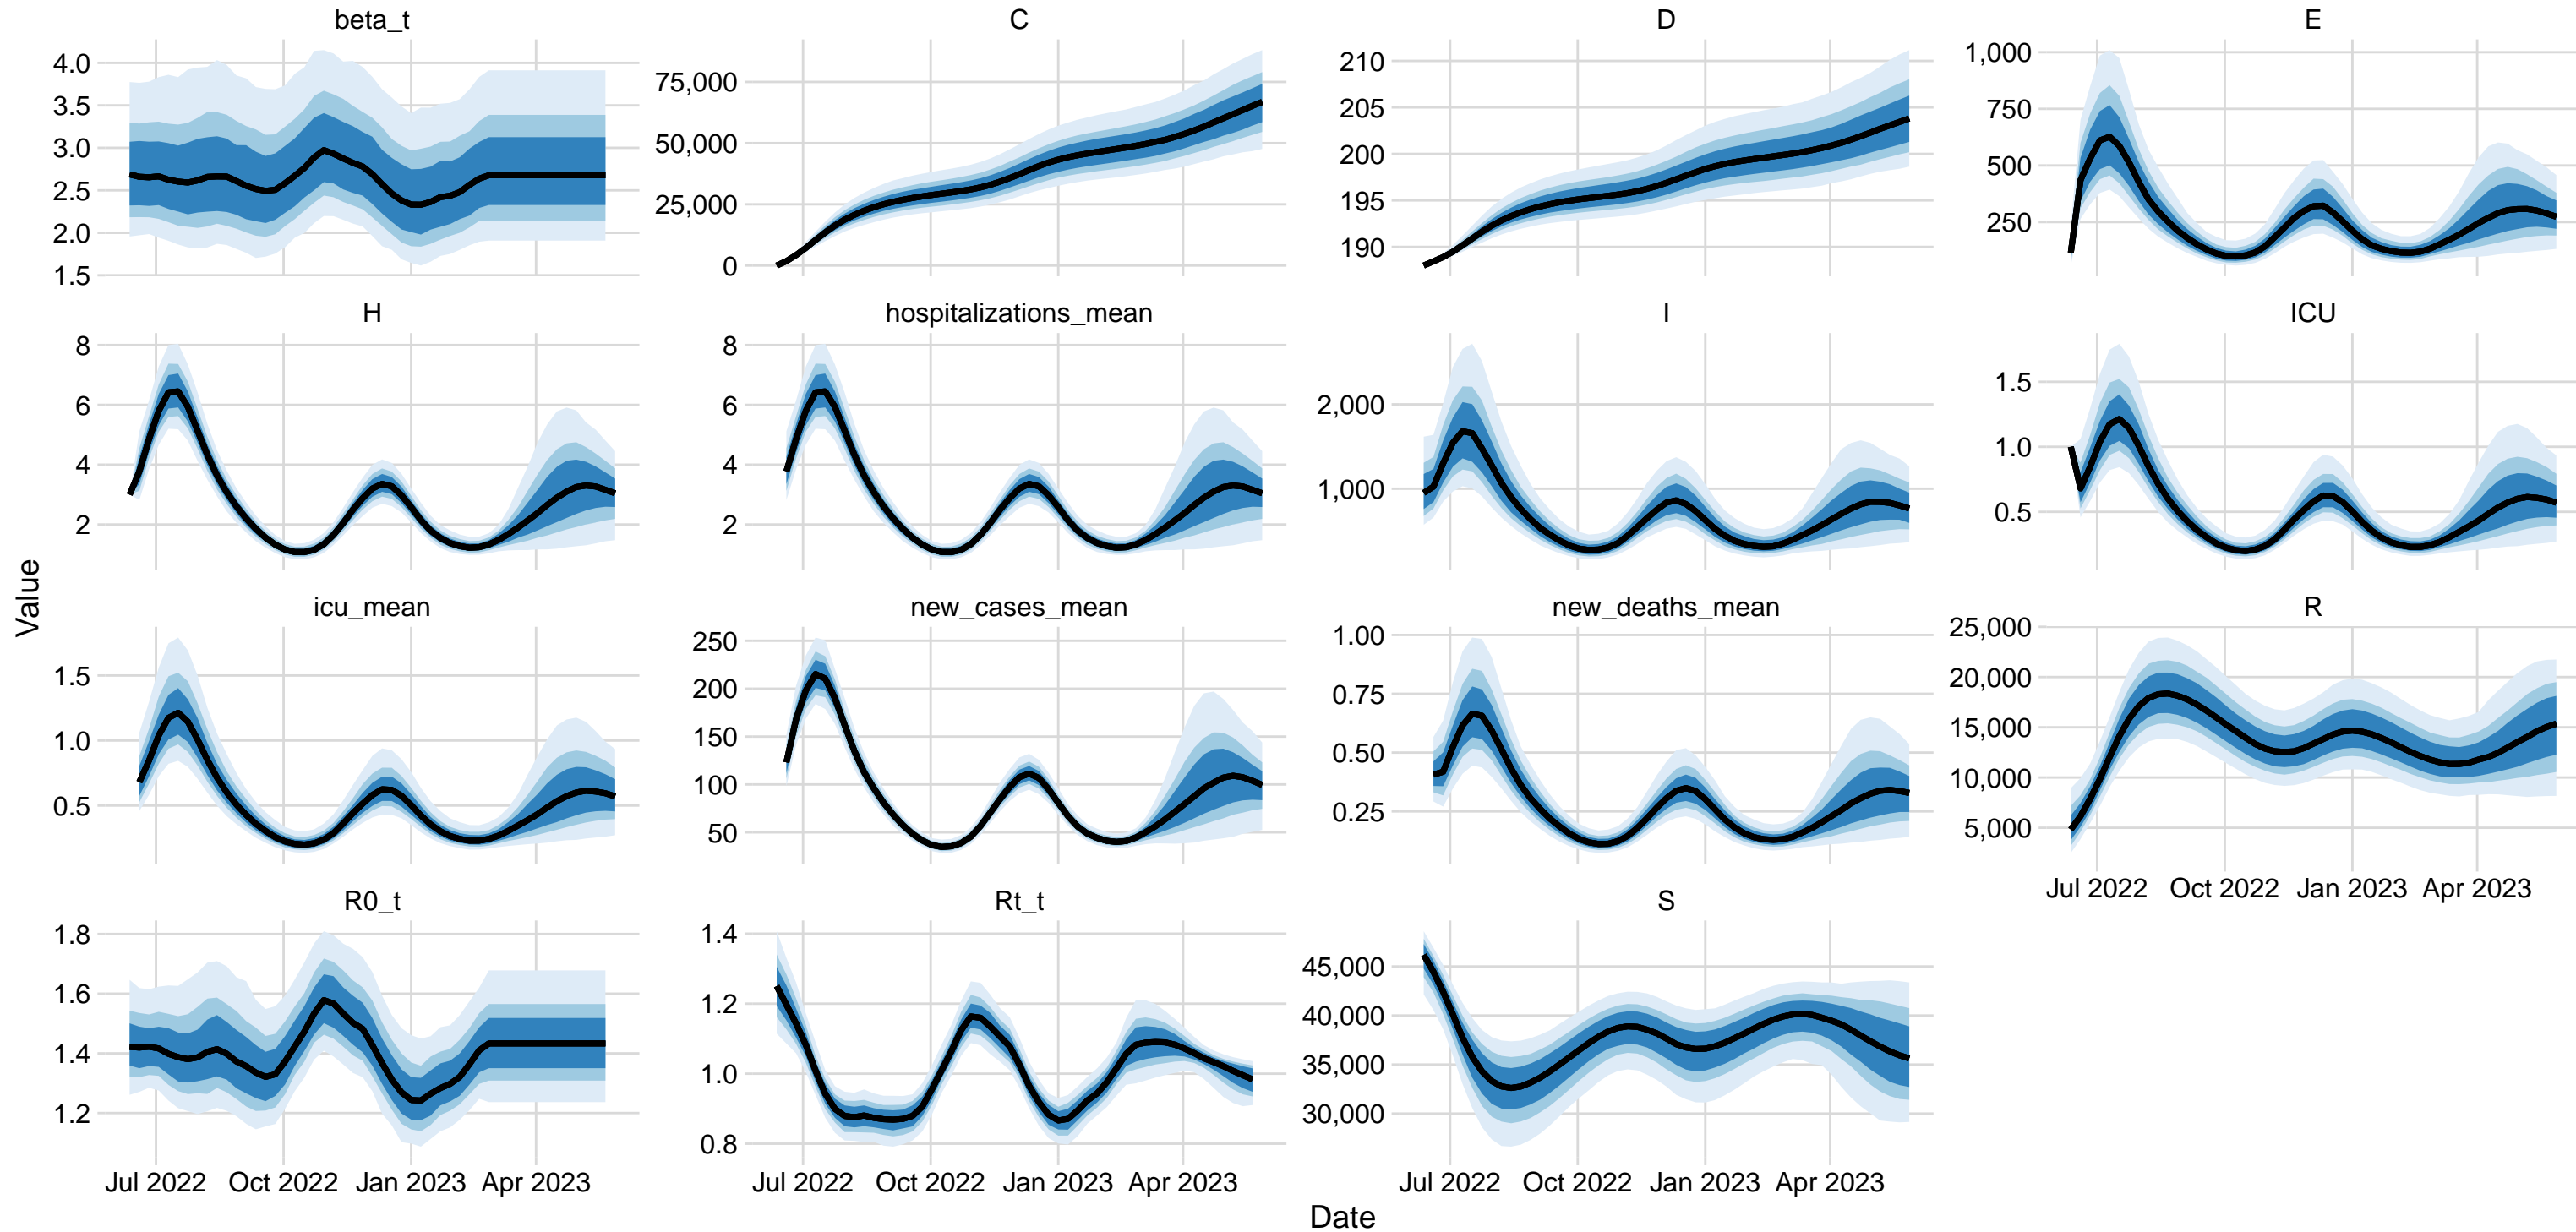 beta_t
C
D
E
4.0
3.5
3.0
2.5
2.0
1.5
75,000
50,000
25,000
0
210
205
200
195
190
1,000
750
500
250
H
hospitalizations_mean
I
ICU
8
6
4
2
8
6
4
2
2,000
1,000
1.5
1.0
0.5
Value
icu_mean
new_cases_mean
new_deaths_mean
R
1.5
1.0
0.5
250
200
150
100
50
1.00
0.75
0.50
0.25
25,000
20,000
15,000
10,000
5,000
Jul 2022 Oct 2022 Jan 2023 Apr 2023
R0_t
Rt_t
S
1.8
1.6
1.4
1.2
1.4
1.2
1.0
0.8
45,000
40,000
35,000
30,000
Jul 2022 Oct 2022 Jan 2023 Apr 2023
Jul 2022 Oct 2022 Jan 2023 Apr 2023
Jul 2022 Oct 2022 Jan 2023 Apr 2023
Date